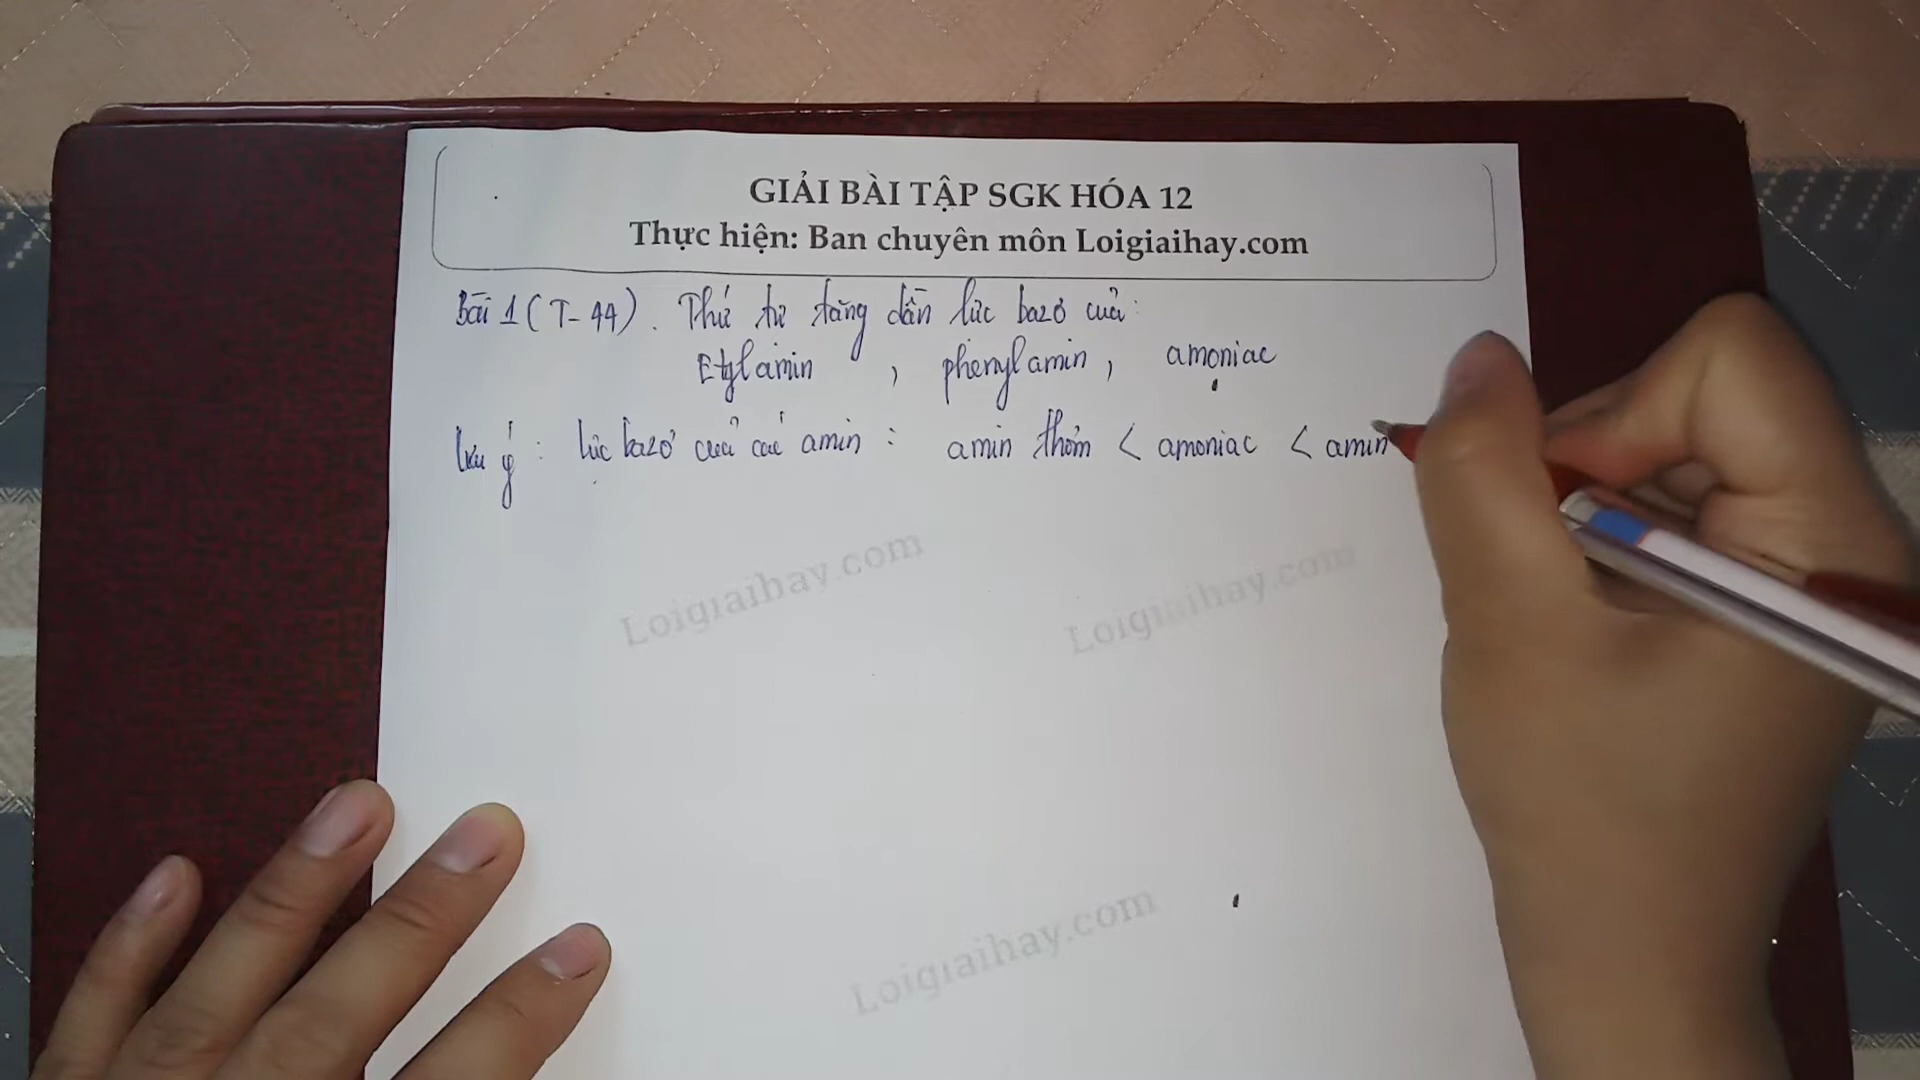 GIẢI BÀI TẬP SGK HÓA 12
Thực hiện: Ban chuyên môn Loigiaihay.com
Bài 1 (T-44). Thứ tự tăng dần lực bazơ của:
Etylamin, phenylamin, amoniac
Lưu ý: lực bazơ của các amin: amin thơm < amoniac < amin
Loigiaihay.com
Loigiaihay.com
Loigiaihay.com